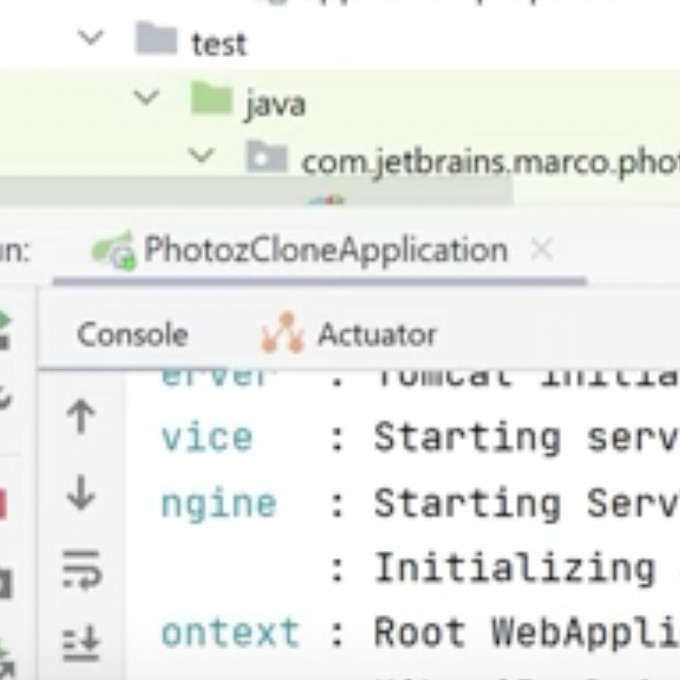 test
java
com.jetbrains.marco.phot
un:
PhotozCloneApplication
Console Actuator
erver : Tomcat initia
vice : Starting serv
ngine : Starting Serv
: Initializing
ontext : Root WebAppli